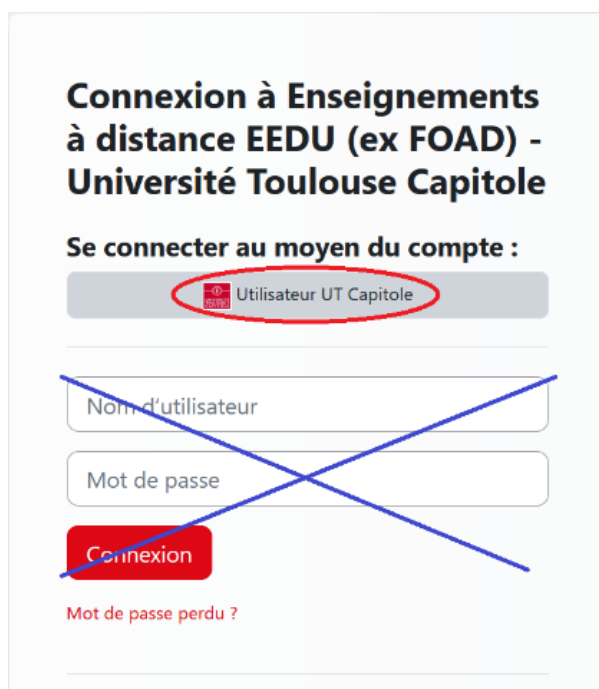 Connexion à Enseignements
à distance EEDU (ex FOAD) -
Université Toulouse Capitole
Se connecter au moyen du compte :
Utilisateur UT Capitole
Nom d'utilisateur
Mot de passe
Connexion
Mot de passe perdu ?